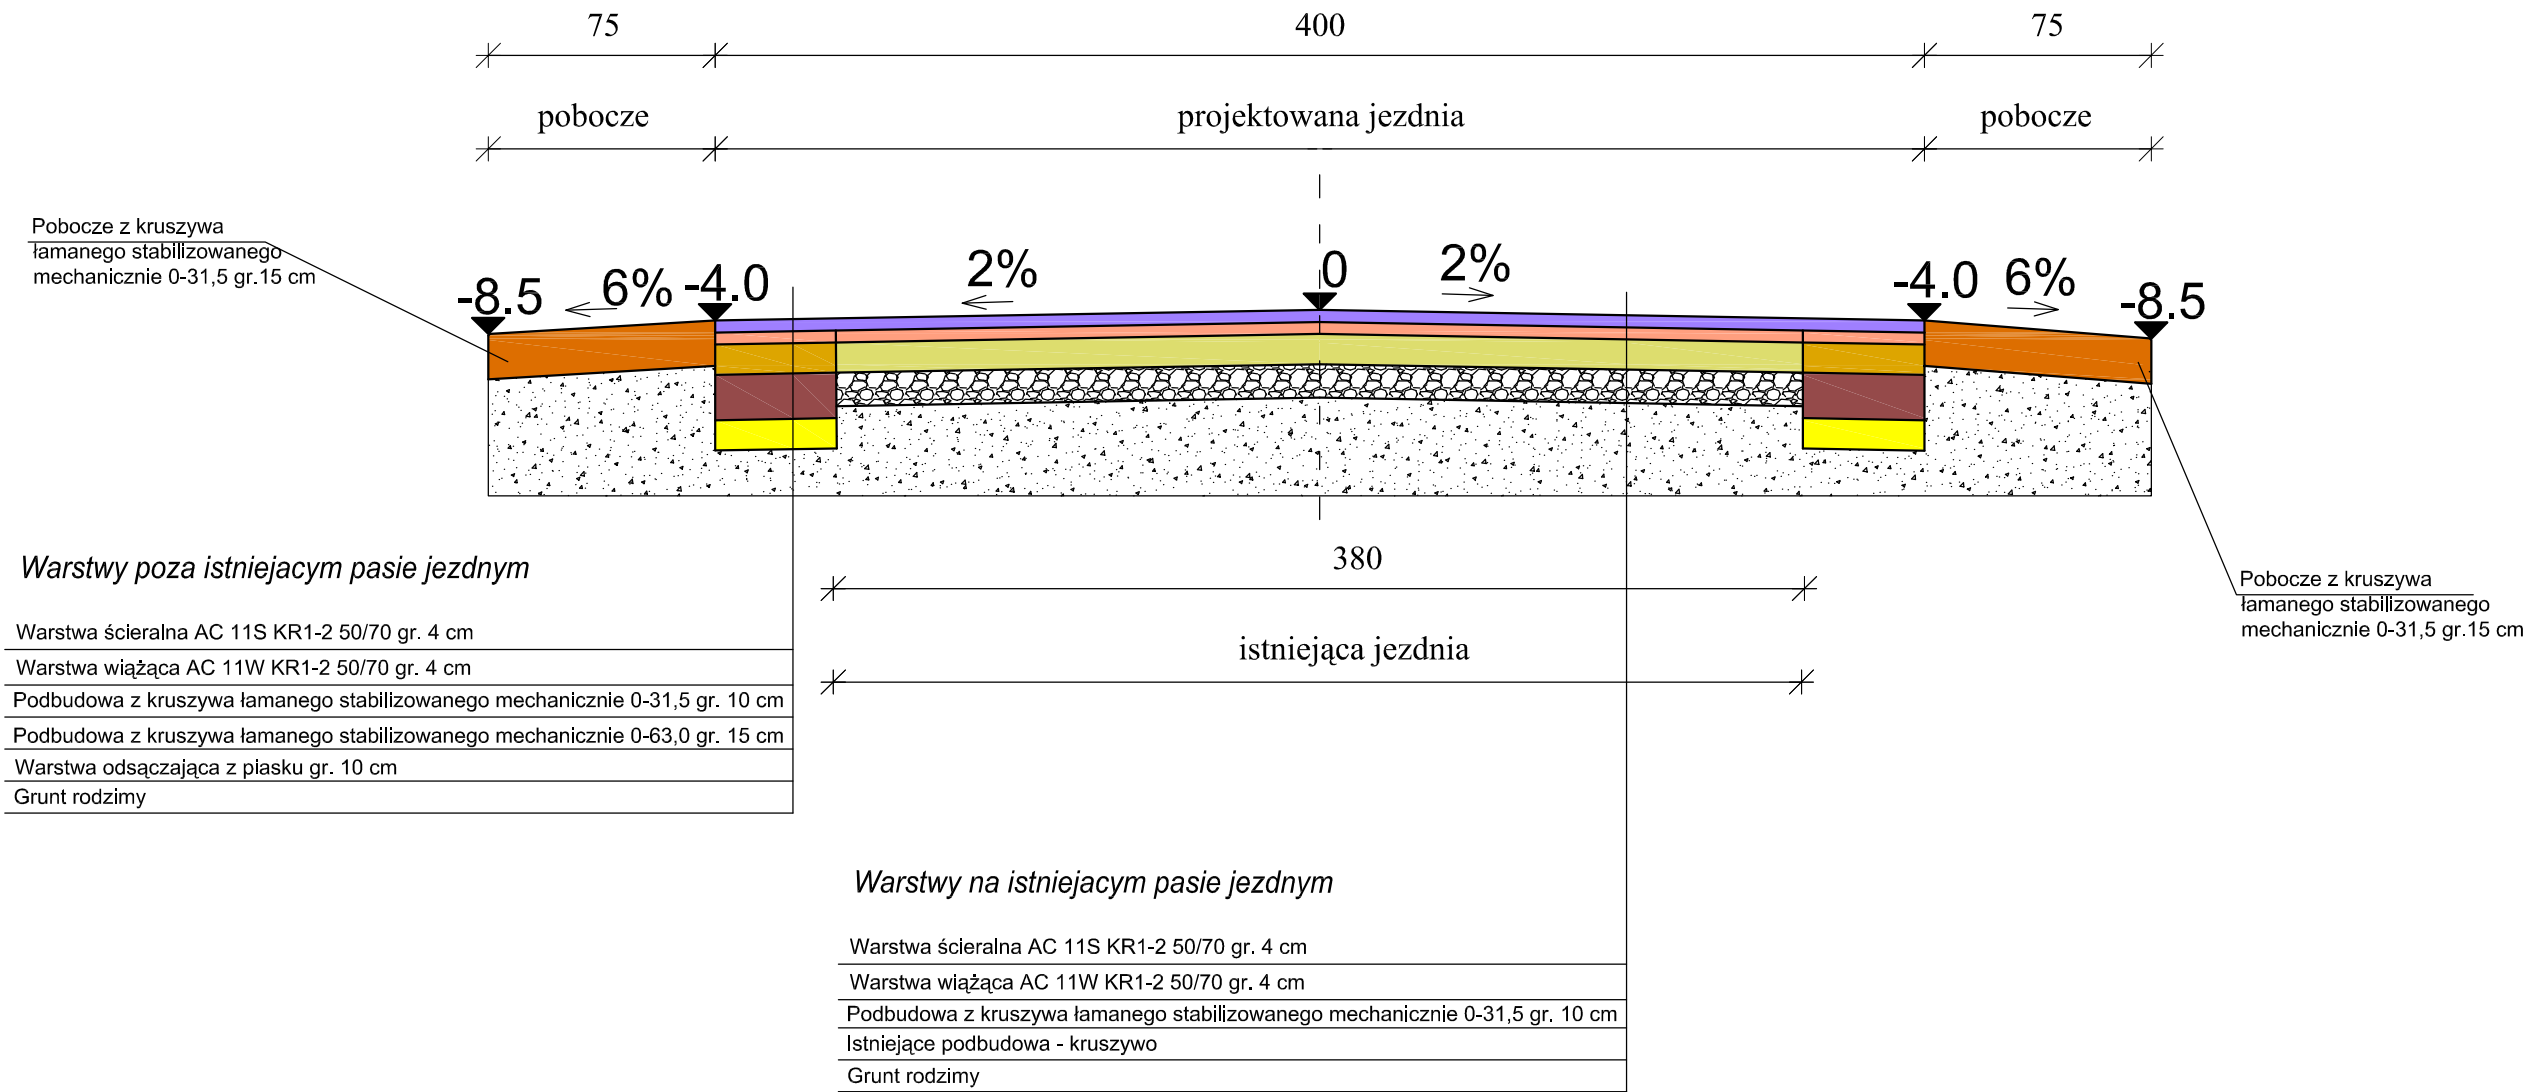 75
400
75
pobocze
projektowana jezdnia
pobocze
Pobocze z kruszywa
łamanego stabilizowanego
mechanicznie 0-31,5 gr.15 cm
-8.5
6%
-4.0
2%
0
2%
-4.0
6%
-8.5
380
istniejąca jezdnia
Pobocze z kruszywa
łamanego stabilizowanego
mechanicznie 0-31,5 gr.15 cm
Warstwy poza istniejacym pasie jezdnym
Warstwa ścieralna AC 11S KR1-2 50/70 gr. 4 cm
Warstwa wiążąca AC 11W KR1-2 50/70 gr. 4 cm
Podbudowa z kruszywa łamanego stabilizowanego mechanicznie 0-31,5 gr. 10 cm
Podbudowa z kruszywa łamanego stabilizowanego mechanicznie 0-63,0 gr. 15 cm
Warstwa odsączająca z piasku gr. 10 cm
Grunt rodzimy
Warstwy na istniejacym pasie jezdnym
Warstwa ścieralna AC 11S KR1-2 50/70 gr. 4 cm
Warstwa wiążąca AC 11W KR1-2 50/70 gr. 4 cm
Podbudowa z kruszywa łamanego stabilizowanego mechanicznie 0-31,5 gr. 10 cm
Istniejące podbudowa - kruszywo
Grunt rodzimy